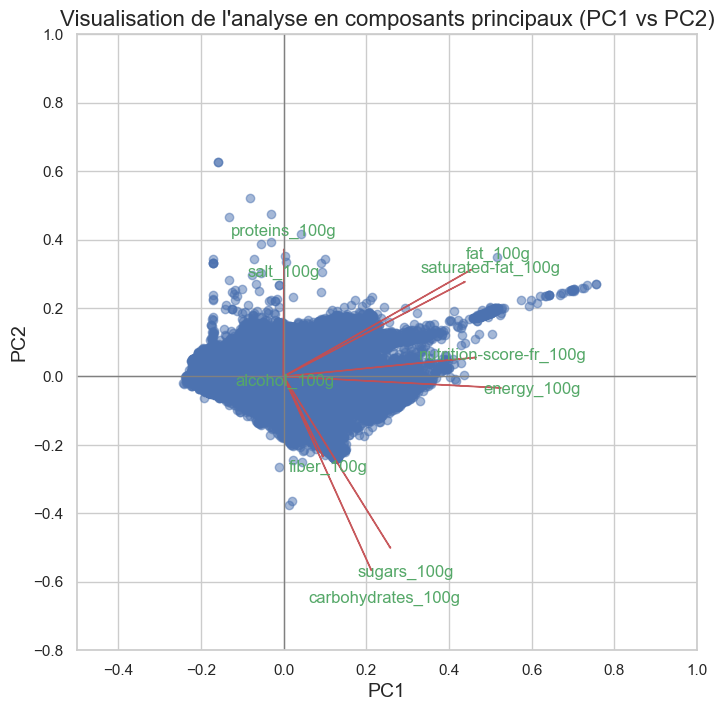 Visualisation de l'analyse en composants principaux (PC1 vs PC2)
1.0
0.8
0.6
0.4
0.2
0.0
−0.2
−0.4
−0.6
−0.8
PC2
proteins_100g
fat_100g
salt_100g
saturated-fat_100g
nutrition-score-fr_100g
alcohol_100g
energy_100g
fiber_100g
sugars_100g
carbohydrates_100g
−0.4 −0.2 0.0 0.2 0.4 0.6 0.8 1.0
PC1